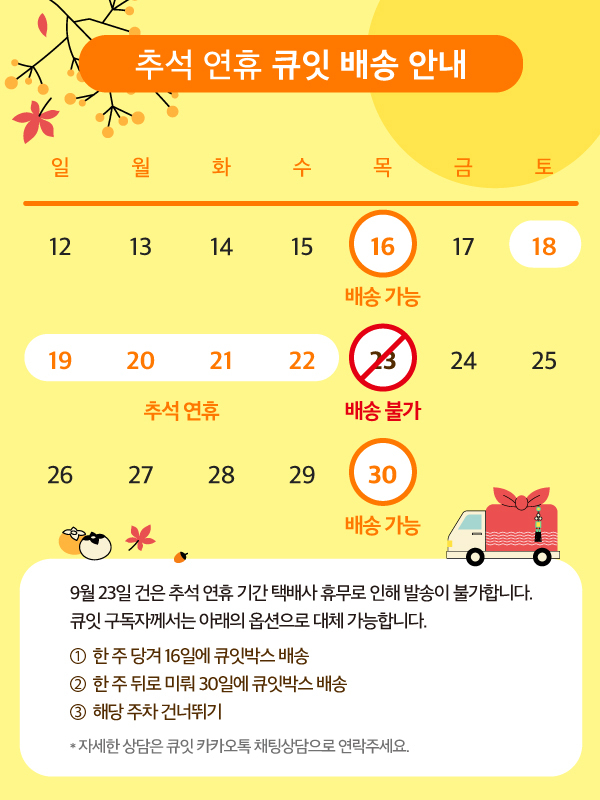 추석 연휴 큐잇 배송 안내
일 월 화 수 목 금 토
12 13 14 15 16 17 18
배송 가능
19 20 21 22 23 24 25
추석 연휴 배송 불가
26 27 28 29 30
배송 가능
9월 23일 건은 추석 연휴 기간 택배사 휴무로 인해 발송이 불가합니다.
큐잇 구독자께서는 아래의 옵션으로 대체 가능합니다.
① 한 주 당겨 16일에 큐잇박스 배송
② 한 주 뒤로 미뤄 30일에 큐잇박스 배송
③ 해당 주차 건너뛰기
* 자세한 상담은 큐잇 카카오톡 채팅상담으로 연락주세요.